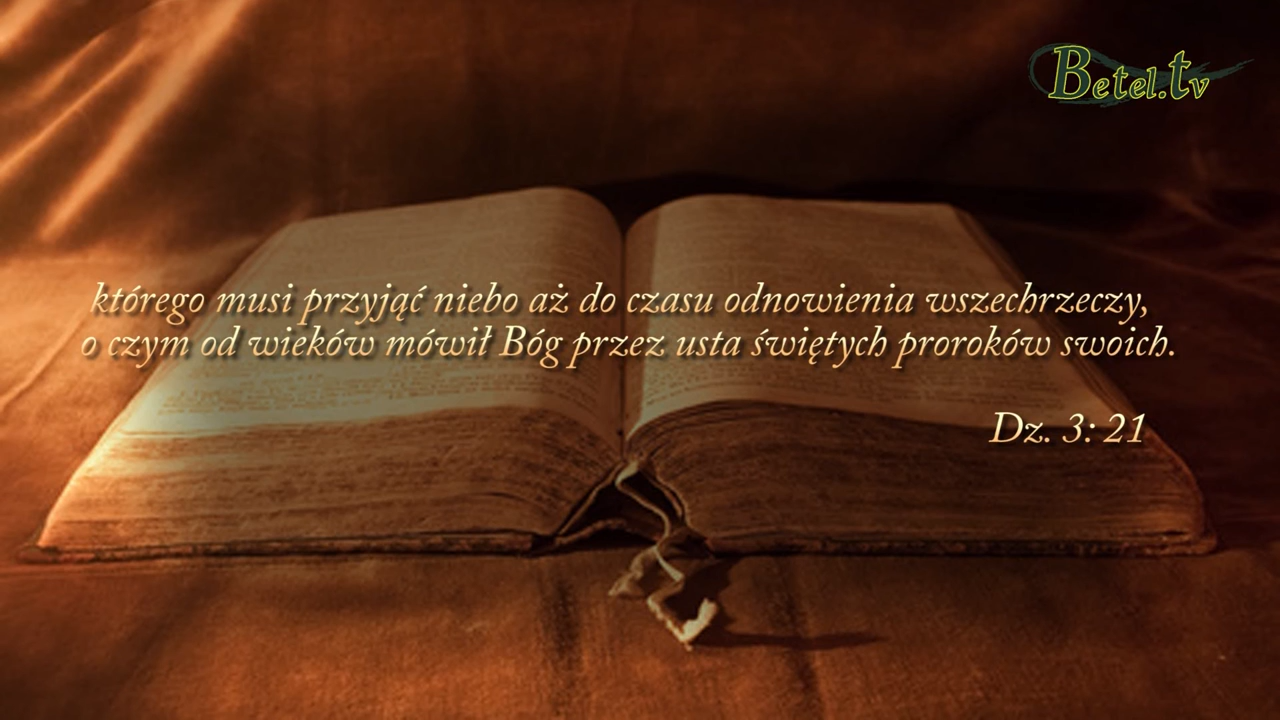 Betel.tv
którego musi przyjąć niebo aż do czasu odnowienia wszechrzeczy,
o czym od wieków mówił Bóg przez usta świętych proroków swoich.
Dz. 3: 21